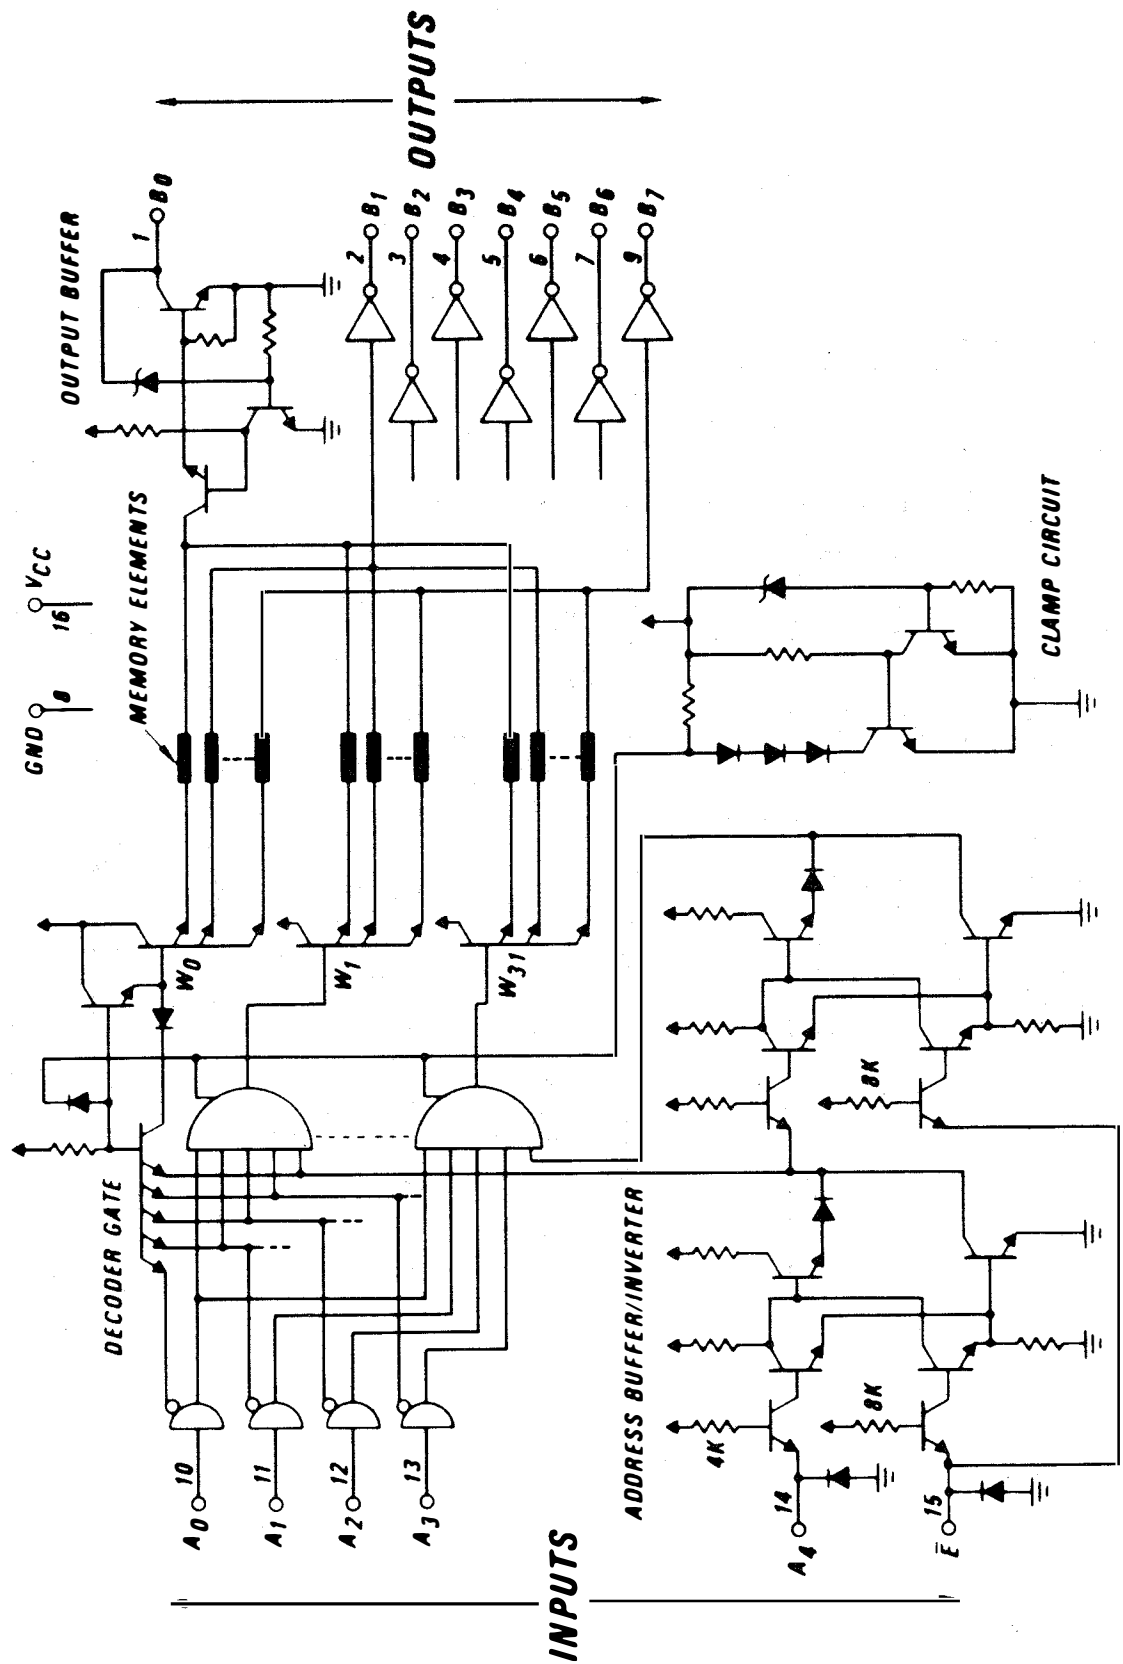 INPUTS
A0 10
A1 11
A2 12
A3 13
A4 14
E̅ 15
DECODER GATE
ADDRESS BUFFER/INVERTER
4K
8K
8K
W0
W1
W31
GND 8
VCC 16
MEMORY ELEMENTS
CLAMP CIRCUIT
OUTPUT BUFFER
1 B0
2 B1
3 B2
4 B3
5 B4
6 B5
7 B6
9 B7
OUTPUTS